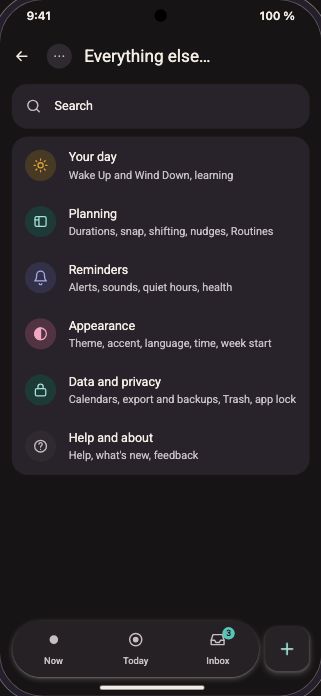 9:41
100 %
Everything else…
Search
Your day
Wake Up and Wind Down, learning
Planning
Durations, snap, shifting, nudges, Routines
Reminders
Alerts, sounds, quiet hours, health
Appearance
Theme, accent, language, time, week start
Data and privacy
Calendars, export and backups, Trash, app lock
Help and about
Help, what's new, feedback
3
Now
Today
Inbox